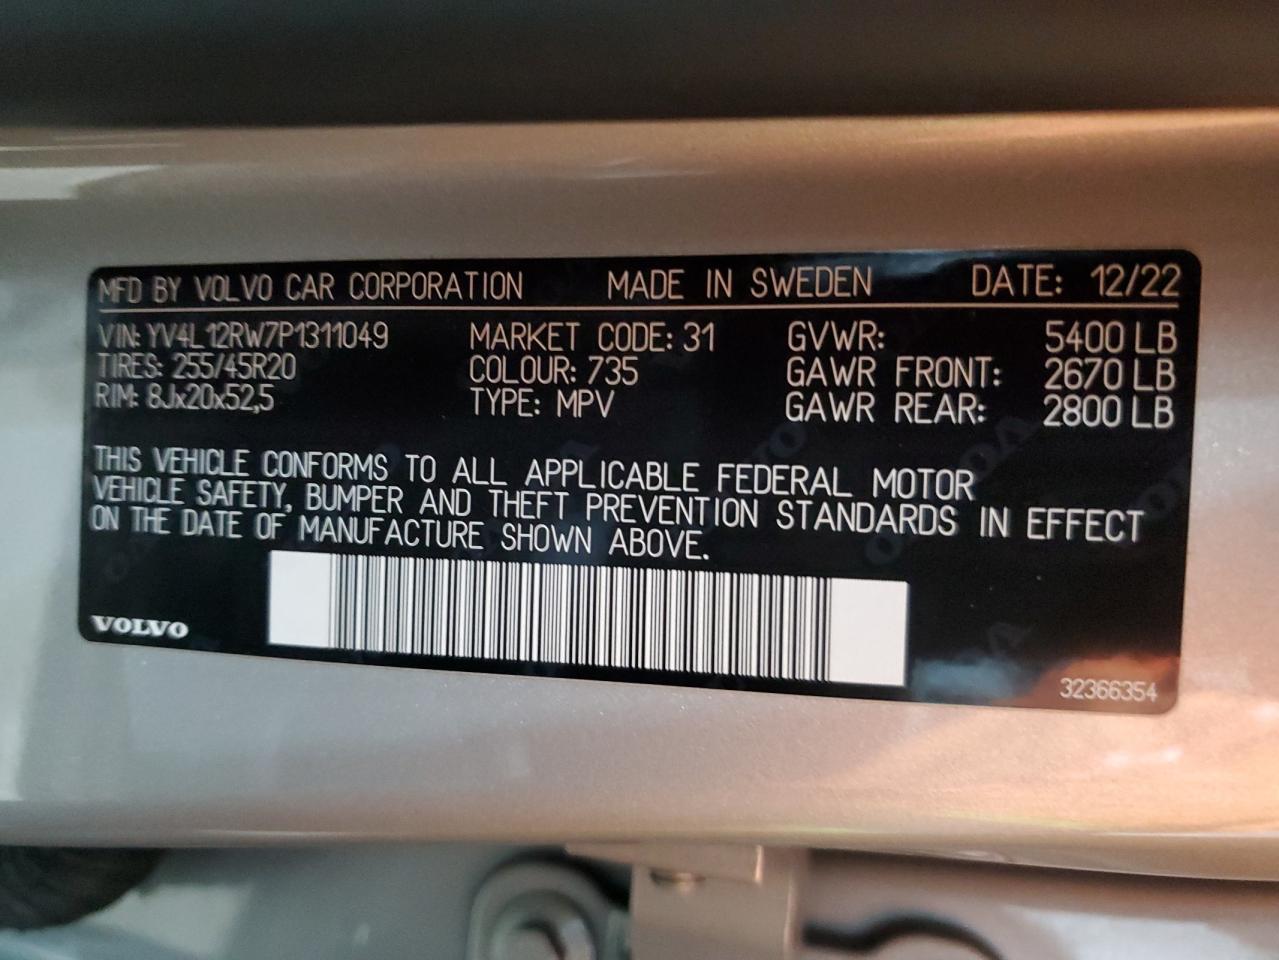 MFD BY VOLVO CAR CORPORATION MADE IN SWEDEN DATE: 12/22
VIN: YV4L12RW7P1311049 MARKET CODE: 31 GVWR: 5400 LB
TIRES: 255/45R20 COLOUR: 735 GAWR FRONT: 2670 LB
RIM: 8Jx20x52,5 TYPE: MPV GAWR REAR: 2800 LB
THIS VEHICLE CONFORMS TO ALL APPLICABLE FEDERAL MOTOR
VEHICLE SAFETY, BUMPER AND THEFT PREVENTION STANDARDS IN EFFECT
ON THE DATE OF MANUFACTURE SHOWN ABOVE.
VOLVO
32366354